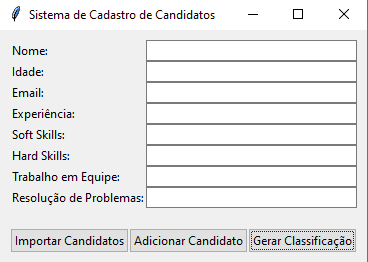 Sistema de Cadastro de Candidatos
Nome:
Idade:
Email:
Experiência:
Soft Skills:
Hard Skills:
Trabalho em Equipe:
Resolução de Problemas:
Importar Candidatos Adicionar Candidato Gerar Classificação